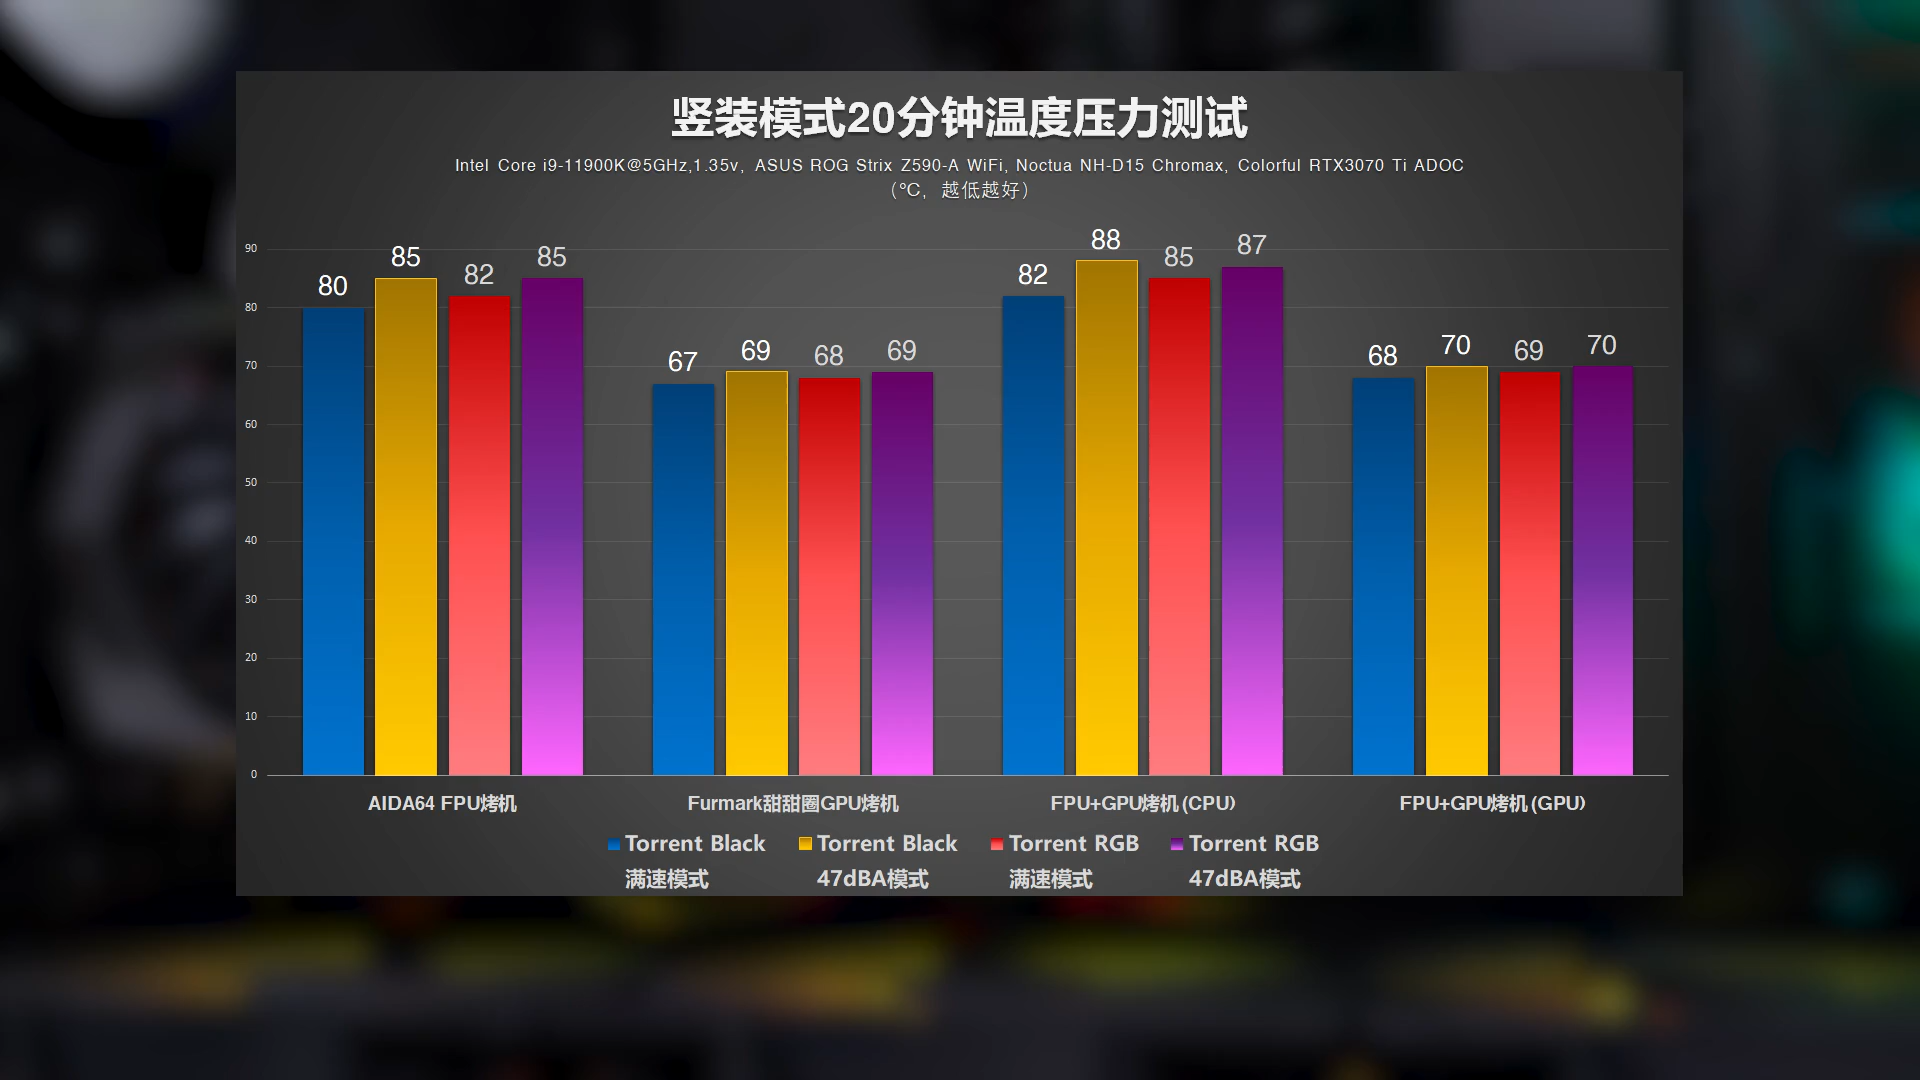 竖装模式20分钟温度压力测试
Intel Core i9-11900K@5GHz,1.35v, ASUS ROG Strix Z590-A WiFi, Noctua NH-D15 Chromax, Colorful RTX3070 Ti ADOC
（℃，越低越好）
90
80
70
60
50
40
30
20
10
0
80 85 82 85
67 69 68 69
82 88 85 87
68 70 69 70
AIDA64 FPU烤机 Furmark甜甜圈GPU烤机 FPU+GPU烤机 (CPU) FPU+GPU烤机 (GPU)
Torrent Black Torrent Black Torrent RGB Torrent RGB
满速模式 47dBA模式 满速模式 47dBA模式